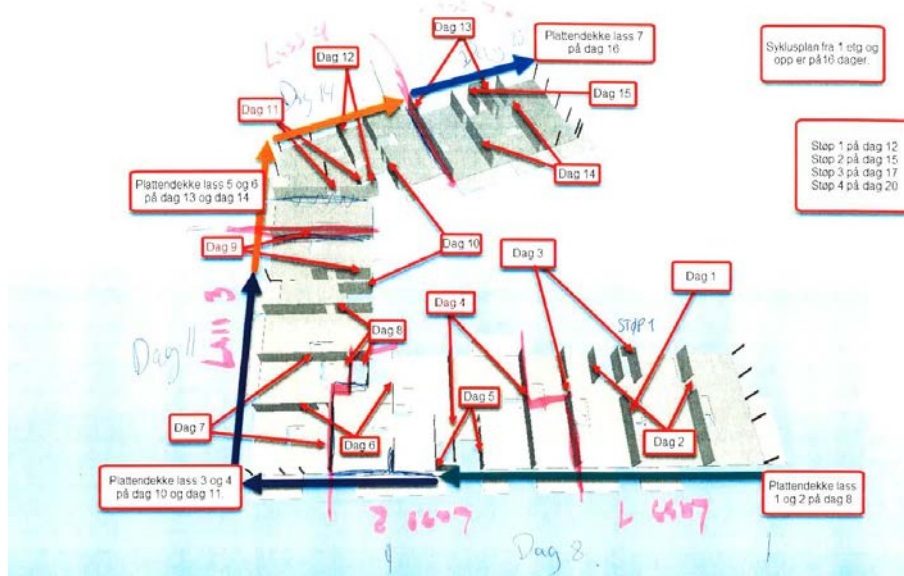 Dag 13
Plattendekke lass 7
på dag 16
Syklusplan fra 1 etg og
opp er på 16 dager.
Dag 12
Dag 14
Dag 15
Dag 11
Støp 1 på dag 12
Støp 2 på dag 15
Støp 3 på dag 17
Støp 4 på dag 20
Dag 14
Plattendekke lass 5 og 6
på dag 13 og dag 14
Dag 9
Dag 10
Dag 3
Dag 1
Dag 4
STØP 1
Dag 8
Lass 3
Dag 11
Dag 5
Dag 7
Dag 6
Dag 2
Plattendekke lass 3 og 4
på dag 10 og dag 11.
Plattendekke lass
1 og 2 på dag 8
Dag 8